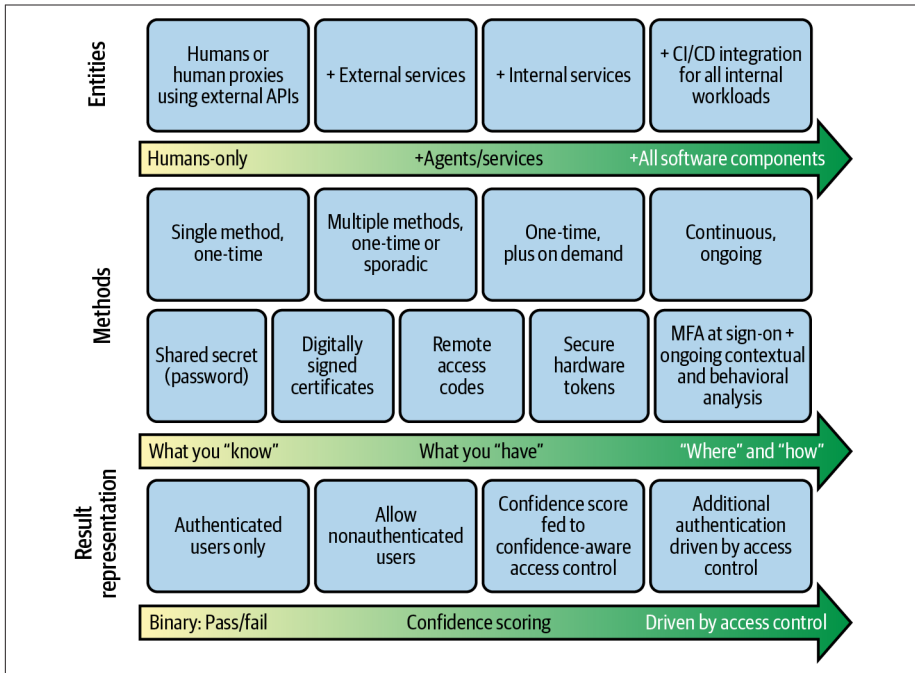 Entities
Humans or
human proxies
using external APIs
+ External services
+ Internal services
+ CI/CD integration
for all internal
workloads
Humans-only
+Agents/services
+All software components
Methods
Single method,
one-time
Multiple methods,
one-time or
sporadic
One-time,
plus on demand
Continuous,
ongoing
Shared secret
(password)
Digitally
signed
certificates
Remote
access
codes
Secure
hardware
tokens
MFA at sign-on +
ongoing contextual
and behavioral
analysis
What you “know”
What you “have”
“Where” and “how”
Result
representation
Authenticated
users only
Allow
nonauthenticated
users
Confidence score
fed to
confidence-aware
access control
Additional
authentication
driven by access
control
Binary: Pass/fail
Confidence scoring
Driven by access control